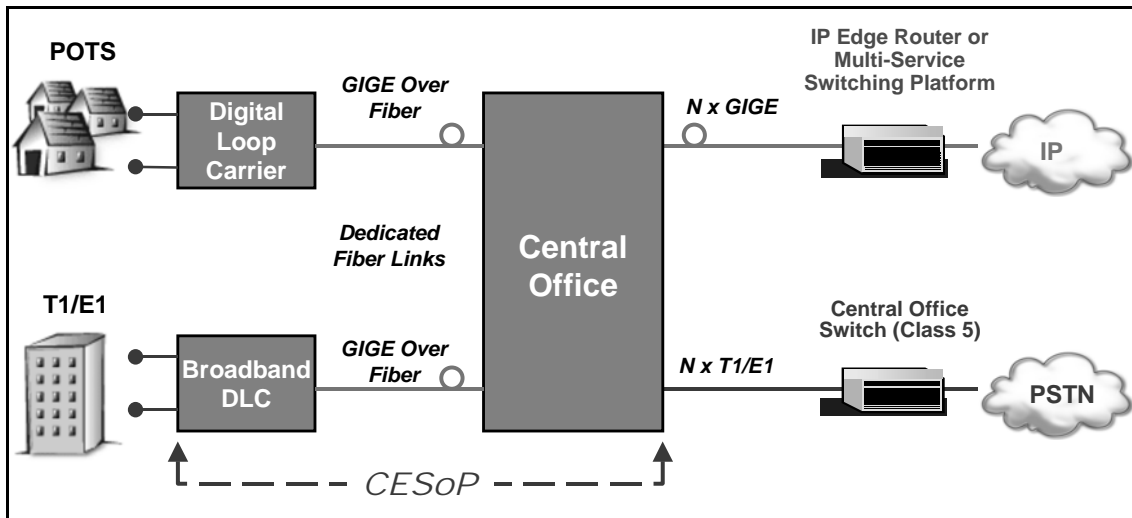 POTS
Digital
Loop
Carrier
GIGE Over
Fiber
Central
Office
N x GIGE
IP Edge Router or
Multi-Service
Switching Platform
IP
Dedicated
Fiber Links
T1/E1
Broadband
DLC
GIGE Over
Fiber
N x T1/E1
Central Office
Switch (Class 5)
PSTN
CESoP